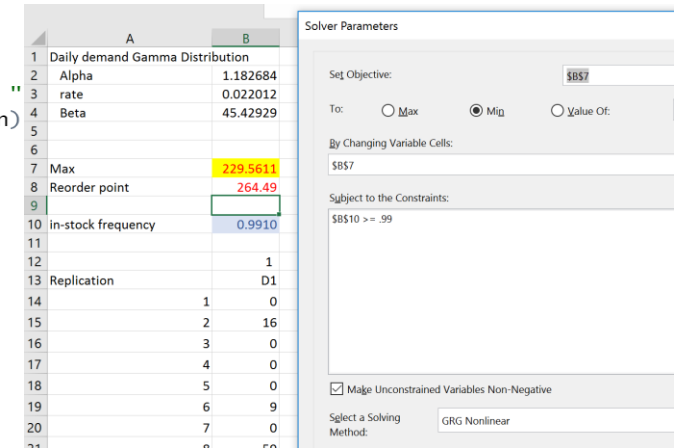 "
n)
A B
1 Daily demand Gamma Distribution
2 Alpha 1.182684
3 rate 0.022012
4 Beta 45.42929
5
6
7 Max 229.5611
8 Reorder point 264.49
9
10 in-stock frequency 0.9910
11
12 1
13 Replication D1
14 1 0
15 2 16
16 3 0
17 4 0
18 5 0
19 6 9
20 7 0
Solver Parameters
Set Objective: $B$7
To: Max Min Value Of:
By Changing Variable Cells:
$B$7
Subject to the Constraints:
$B$10 >= .99
Make Unconstrained Variables Non-Negative
Select a Solving Method: GRG Nonlinear